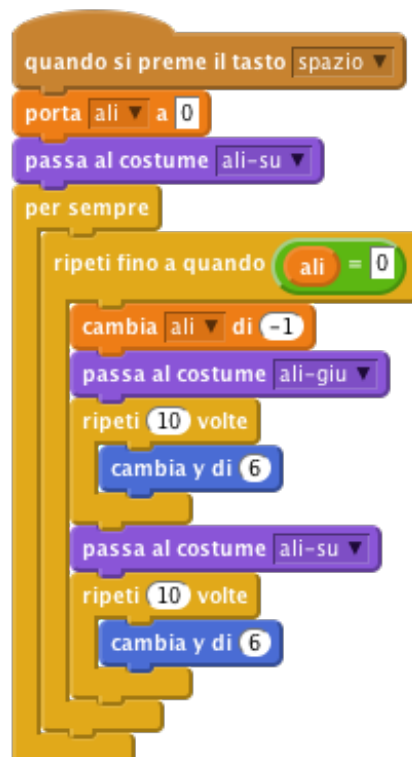 quando si preme il tasto spazio
porta ali a 0
passa al costume ali-su
per sempre
ripeti fino a quando ali = 0
cambia ali di -1
passa al costume ali-giu
ripeti 10 volte
cambia y di 6
passa al costume ali-su
ripeti 10 volte
cambia y di 6